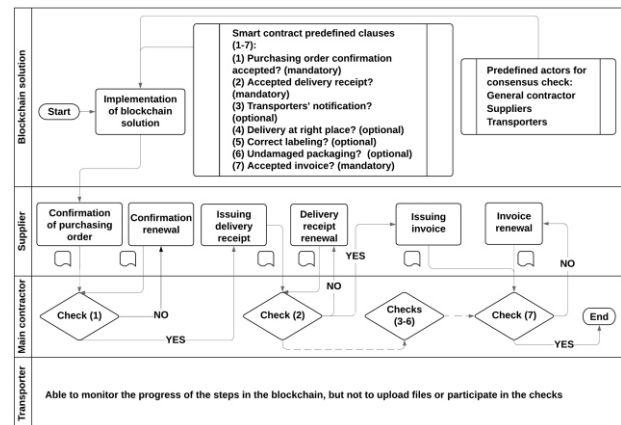 Blockchain solution
Start
Implementation
of blockchain
solution
Smart contract predefined clauses
(1-7):
(1) Purchasing order confirmation
accepted? (mandatory)
(2) Accepted delivery receipt?
(mandatory)
(3) Transporters' notification?
(optional)
(4) Delivery at right place? (optional)
(5) Correct labeling? (optional)
(6) Undamaged packaging? (optional)
(7) Accepted invoice? (mandatory)
Predefined actors for
consensus check:
General contractor
Suppliers
Transporters
Supplier
Confirmation
of purchasing
order
Confirmation
renewal
Issuing
delivery
receipt
Delivery
receipt
renewal
Issuing
invoice
Invoice
renewal
YES
NO
NO
Main contractor
Check (1)
NO
YES
Check (2)
Checks
(3-6)
Check (7)
YES
End
Transporter
Able to monitor the progress of the steps in the blockchain, but not to upload files or participate in the checks